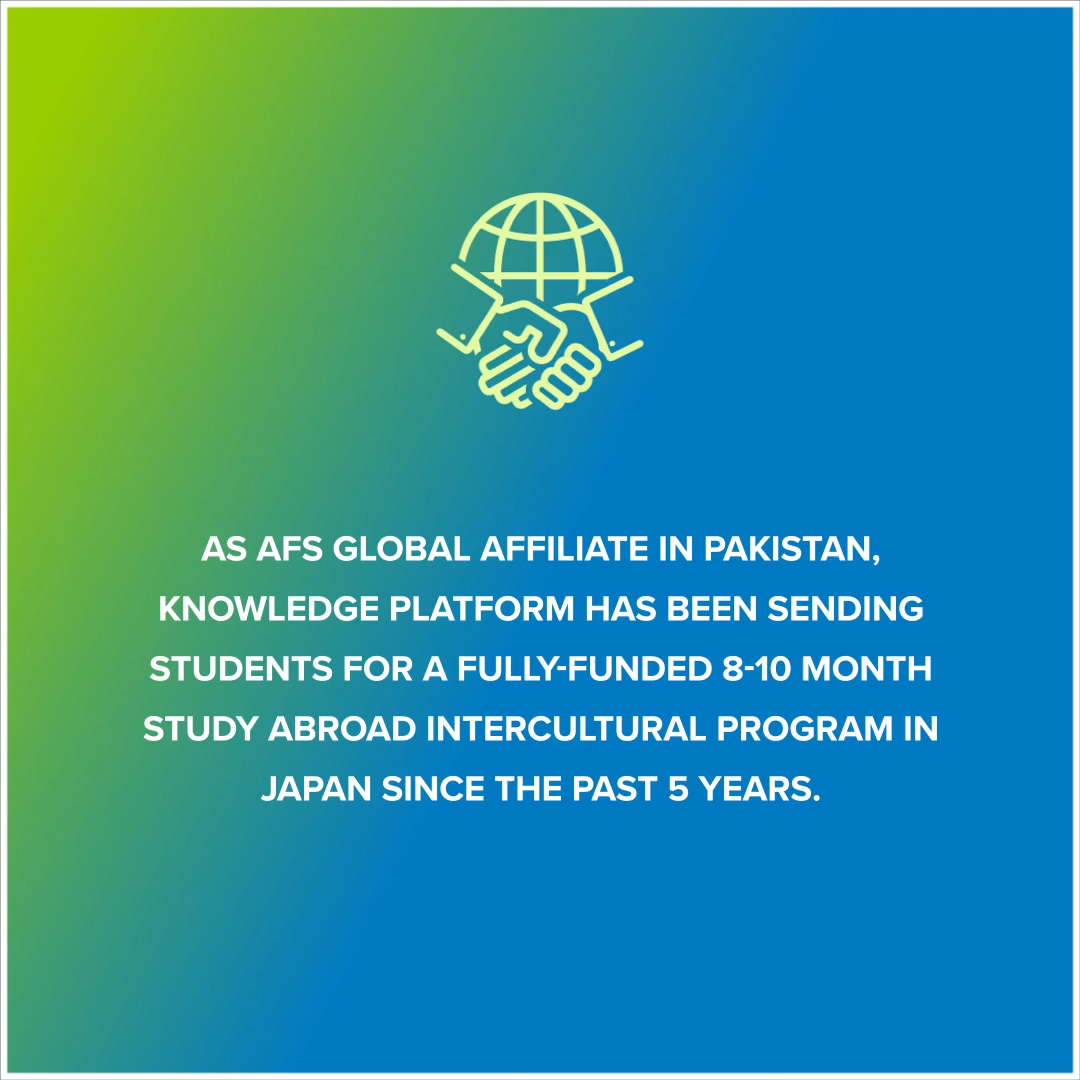 AS AFS GLOBAL AFFILIATE IN PAKISTAN,
KNOWLEDGE PLATFORM HAS BEEN SENDING
STUDENTS FOR A FULLY-FUNDED 8-10 MONTH
STUDY ABROAD INTERCULTURAL PROGRAM IN
JAPAN SINCE THE PAST 5 YEARS.